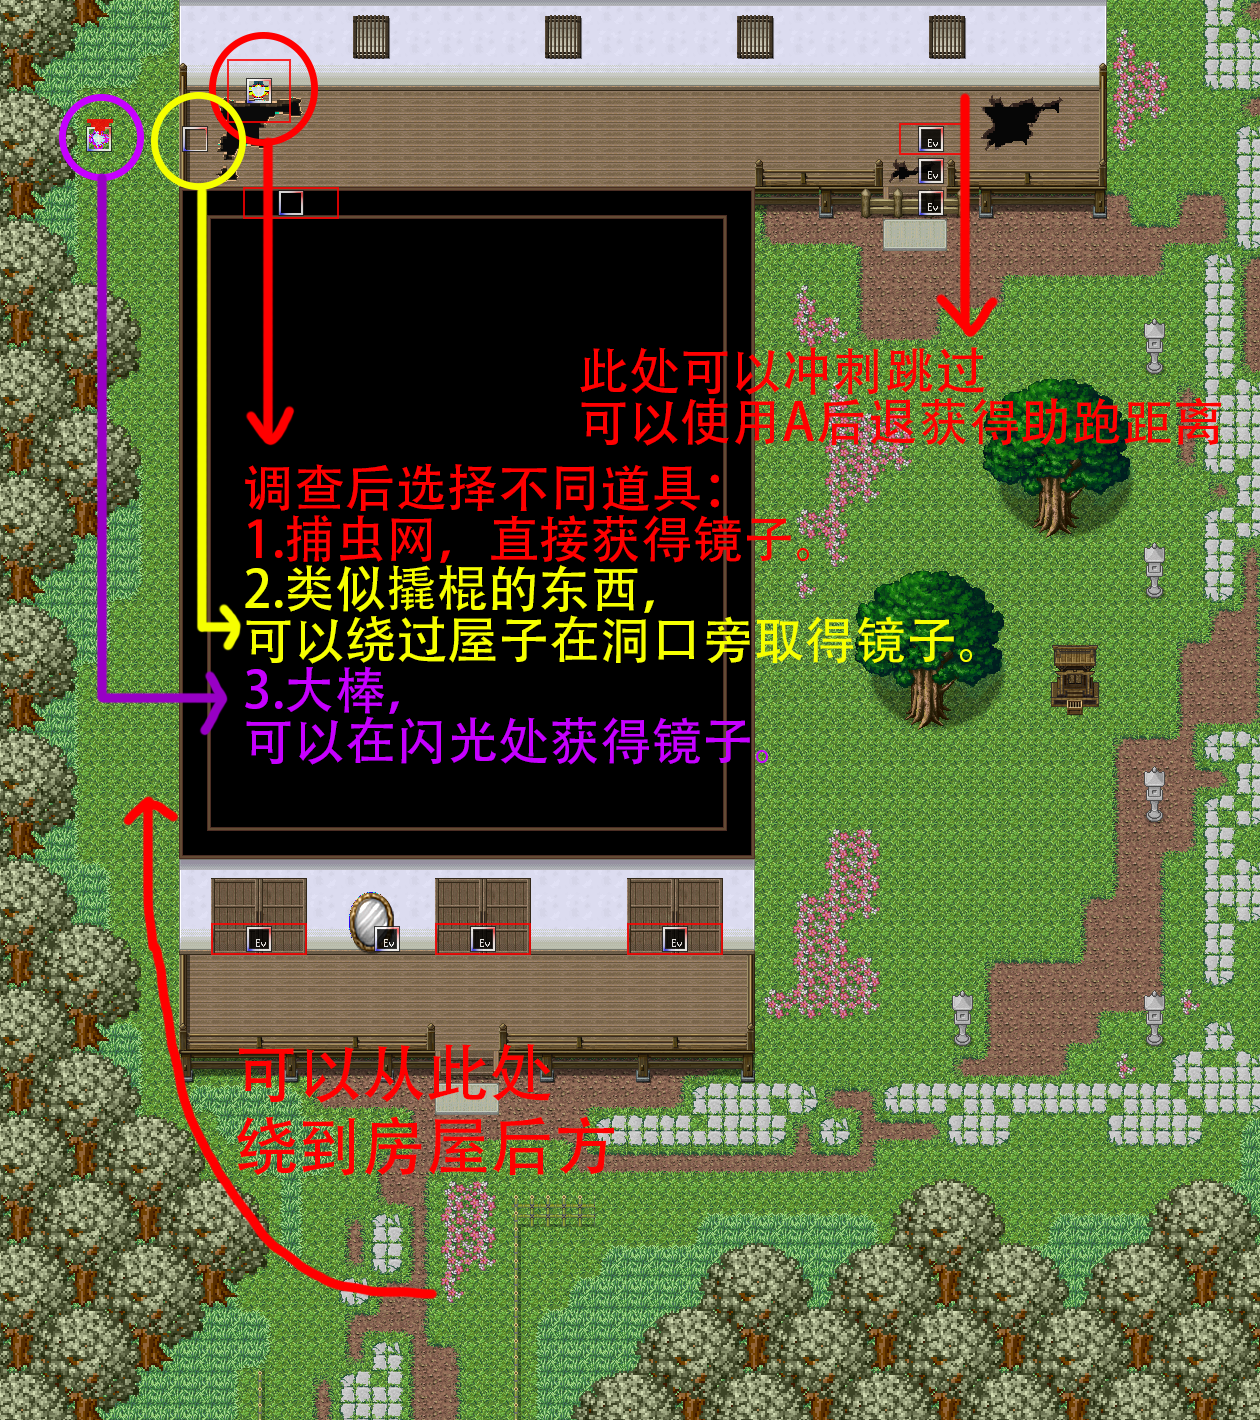 Ev
Ev
Ev
此处可以冲刺跳过
可以使用A后退获得助跑距离
调查后选择不同道具：
1.捕虫网，直接获得镜子。
2.类似撬棍的东西，
可以绕过屋子在洞口旁取得镜子。
3.大棒，
可以在闪光处获得镜子。
Ev
Ev
Ev
Ev
可以从此处
绕到房屋后方